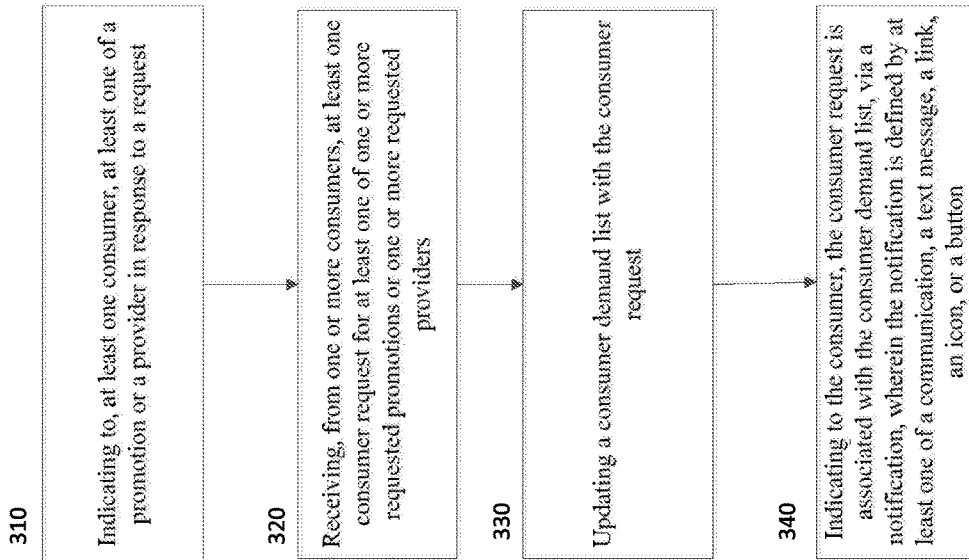 310
Indicating to, at least one consumer, at least one of a
promotion or a provider in response to a request
320
Receiving, from one or more consumers, at least one
consumer request for at least one of one or more
requested promotions or one or more requested
providers
330
Updating a consumer demand list with the consumer
request
340
Indicating to the consumer, the consumer request is
associated with the consumer demand list, via a
notification, wherein the notification is defined by at
least one of a communication, a text message, a link,
an icon, or a button